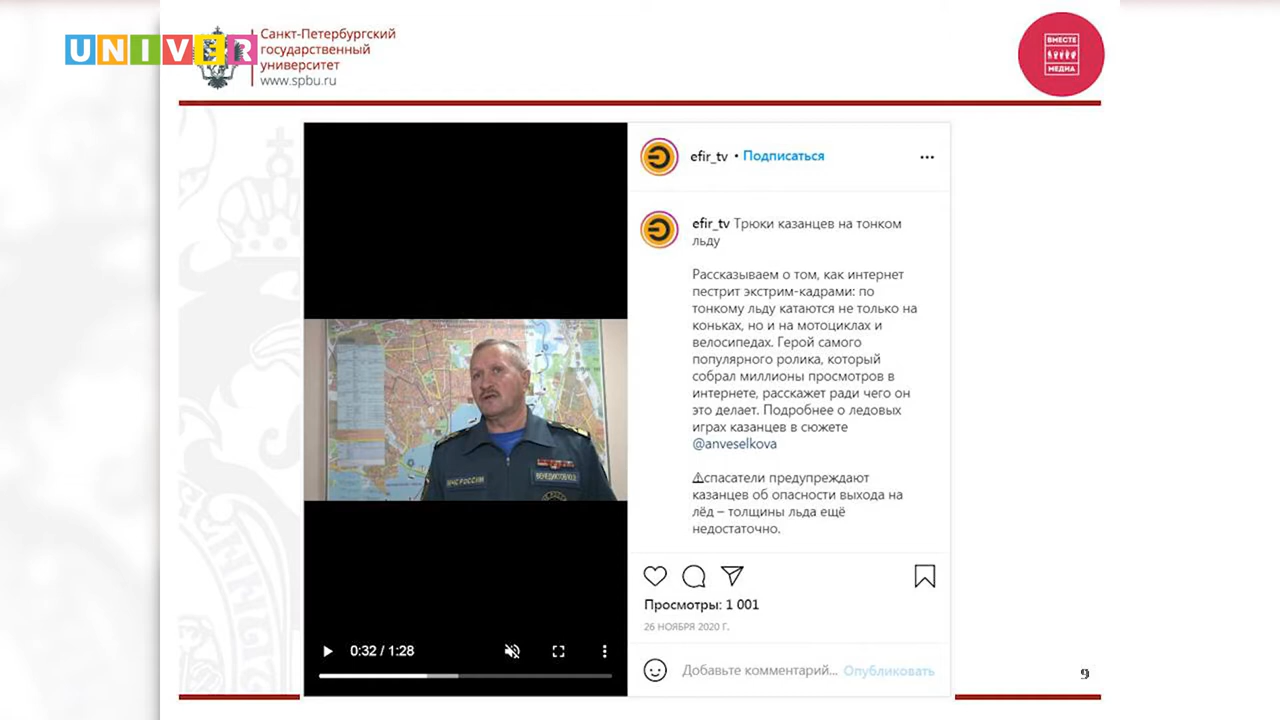 UNIVER
Санкт-Петербургский
государственный
университет
www.spbu.ru
ВМЕСТЕ
МЕДИА
efir_tv • Подписаться
efir_tv Трюки казанцев на тонком
льду
Рассказываем о том, как интернет
пестрит экстрим-кадрами: по
тонкому льду катаются не только на
коньках, но и на мотоциклах и
велосипедах. Герой самого
популярного ролика, который
собрал миллионы просмотров в
интернете, расскажет ради чего он
это делает. Подробнее о ледовых
играх казанцев в сюжете
@anveselkova
⚠спасатели предупреждают
казанцев об опасности выхода на
лёд – толщины льда ещё
недостаточно.
МЧС РОССИИ
ВЕНЕДИКТОВ Ю.Э.
Просмотры: 1 001
26 НОЯБРЯ 2020 Г.
0:32 / 1:28
Добавьте комментарий... Опубликовать
9